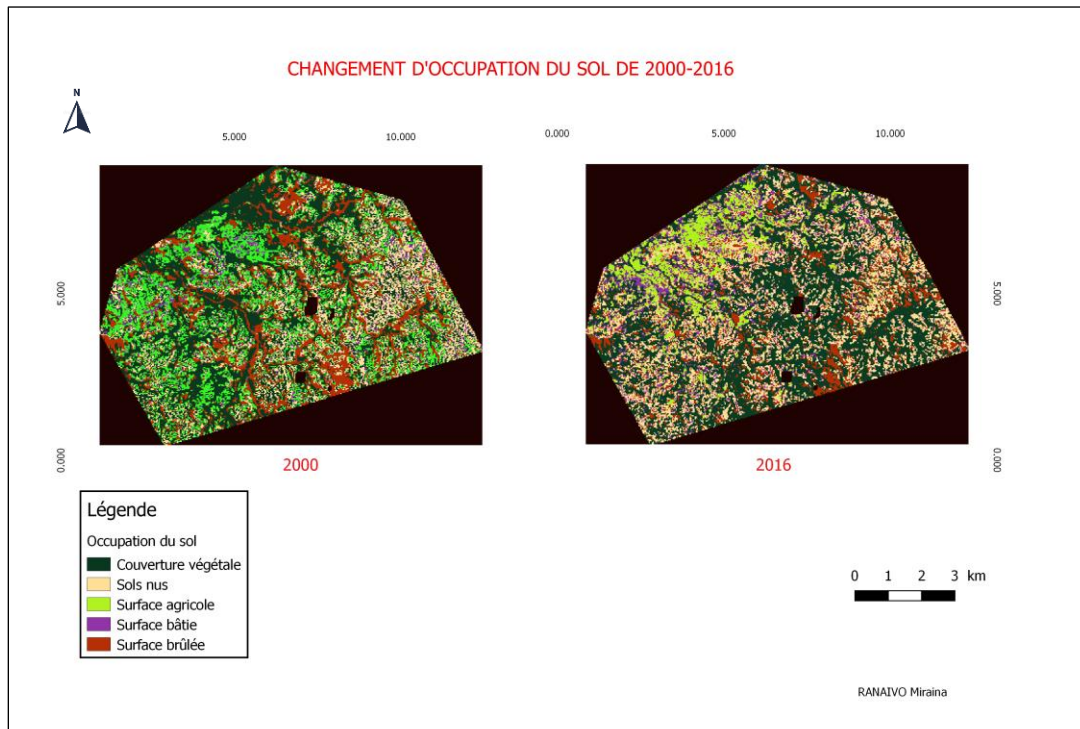 CHANGEMENT D'OCCUPATION DU SOL DE 2000-2016
N
5.000 10.000 0.000 5.000 10.000
5.000
5.000
0.000
0.000
2000
2016
Légende
Occupation du sol
Couverture végétale
Sols nus
Surface agricole
Surface bâtie
Surface brûlée
0 1 2 3 km
RANAIVO Miraina